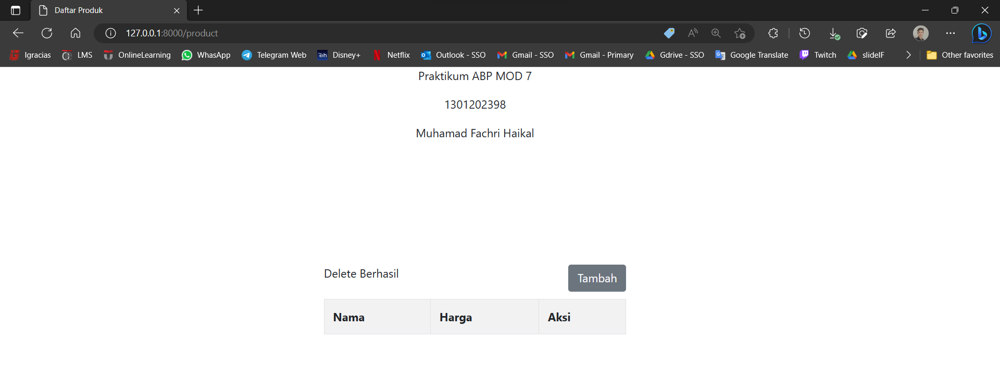 Daftar Produk
127.0.0.1:8000/product
Igracias LMS OnlineLearning WhasApp Telegram Web Disney+ Netflix Outlook - SSO Gmail - SSO Gmail - Primary Gdrive - SSO Google Translate Twitch slideIF Other favorites
Praktikum ABP MOD 7
1301202398
Muhamad Fachri Haikal
Delete Berhasil Tambah
Nama Harga Aksi